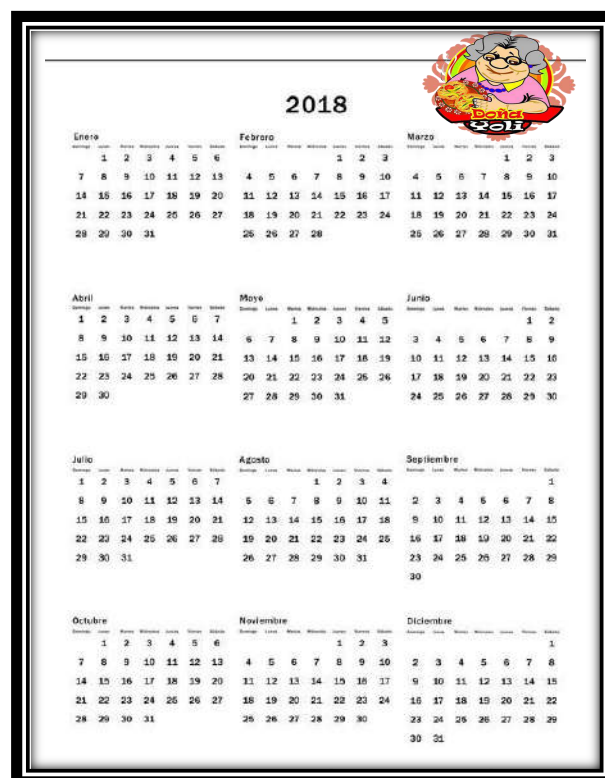 Doña
Yoli
2018
Enero
1 2 3 4 5 6
7 8 9 10 11 12 13
14 15 16 17 18 19 20
21 22 23 24 25 26 27
28 29 30 31
Febrero
1 2 3
4 5 6 7 8 9 10
11 12 13 14 15 16 17
18 19 20 21 22 23 24
25 26 27 28
Marzo
1 2 3
4 5 6 7 8 9 10
11 12 13 14 15 16 17
18 19 20 21 22 23 24
25 26 27 28 29 30 31
Abril
1 2 3 4 5 6 7
8 9 10 11 12 13 14
15 16 17 18 19 20 21
22 23 24 25 26 27 28
29 30
Mayo
1 2 3 4 5
6 7 8 9 10 11 12
13 14 15 16 17 18 19
20 21 22 23 24 25 26
27 28 29 30 31
Junio
1 2
3 4 5 6 7 8 9
10 11 12 13 14 15 16
17 18 19 20 21 22 23
24 25 26 27 28 29 30
Julio
1 2 3 4 5 6 7
8 9 10 11 12 13 14
15 16 17 18 19 20 21
22 23 24 25 26 27 28
29 30 31
Agosto
1 2 3 4
5 6 7 8 9 10 11
12 13 14 15 16 17 18
19 20 21 22 23 24 25
26 27 28 29 30 31
Septiembre
1
2 3 4 5 6 7 8
9 10 11 12 13 14 15
16 17 18 19 20 21 22
23 24 25 26 27 28 29
30
Octubre
1 2 3 4 5 6
7 8 9 10 11 12 13
14 15 16 17 18 19 20
21 22 23 24 25 26 27
28 29 30 31
Noviembre
1 2 3
4 5 6 7 8 9 10
11 12 13 14 15 16 17
18 19 20 21 22 23 24
25 26 27 28 29 30
Diciembre
1
2 3 4 5 6 7 8
9 10 11 12 13 14 15
16 17 18 19 20 21 22
23 24 25 26 27 28 29
30 31